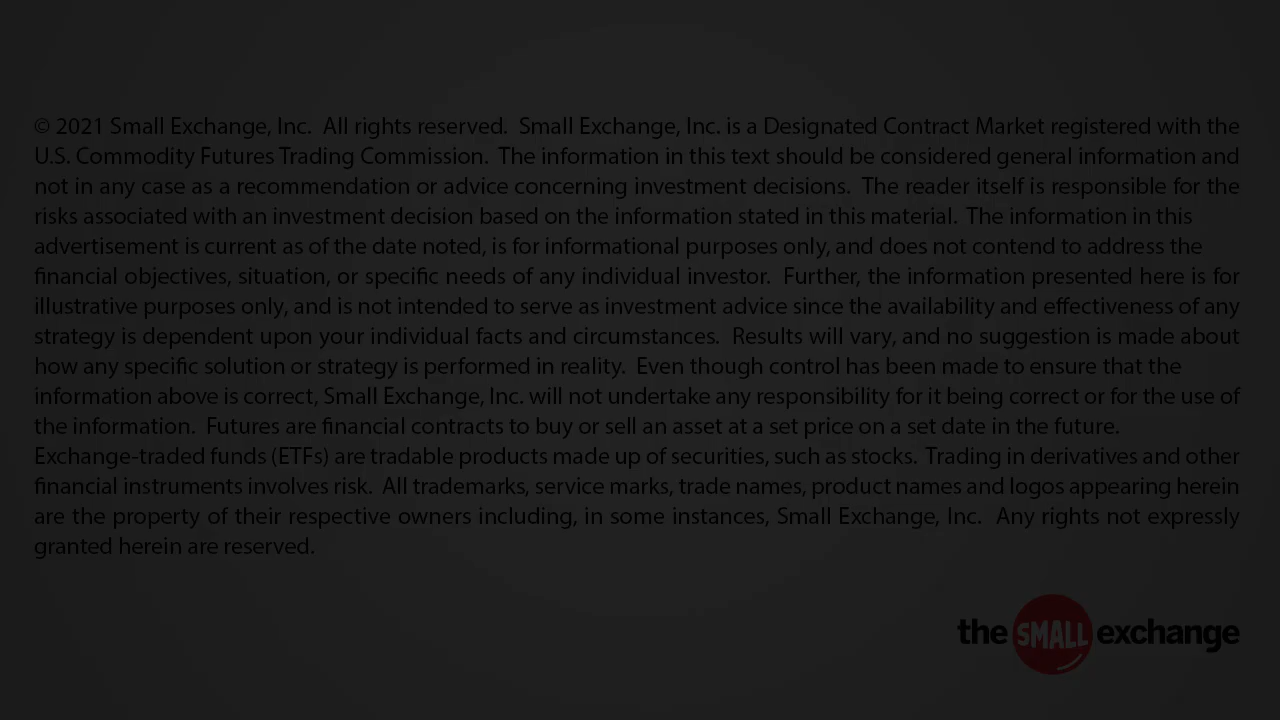 © 2021 Small Exchange, Inc.  All rights reserved.  Small Exchange, Inc. is a Designated Contract Market registered with the
U.S. Commodity Futures Trading Commission.  The information in this text should be considered general information and
not in any case as a recommendation or advice concerning investment decisions.  The reader itself is responsible for the
risks associated with an investment decision based on the information stated in this material.  The information in this
advertisement is current as of the date noted, is for informational purposes only, and does not contend to address the
financial objectives, situation, or specific needs of any individual investor.  Further, the information presented here is for
illustrative purposes only, and is not intended to serve as investment advice since the availability and effectiveness of any
strategy is dependent upon your individual facts and circumstances.  Results will vary, and no suggestion is made about
how any specific solution or strategy is performed in reality.  Even though control has been made to ensure that the
information above is correct, Small Exchange, Inc. will not undertake any responsibility for it being correct or for the use of
the information.  Futures are financial contracts to buy or sell an asset at a set price on a set date in the future.
Exchange-traded funds (ETFs) are tradable products made up of securities, such as stocks.  Trading in derivatives and other
financial instruments involves risk.  All trademarks, service marks, trade names, product names and logos appearing herein
are the property of their respective owners including, in some instances, Small Exchange, Inc.  Any rights not expressly
granted herein are reserved.
the SMALL exchange